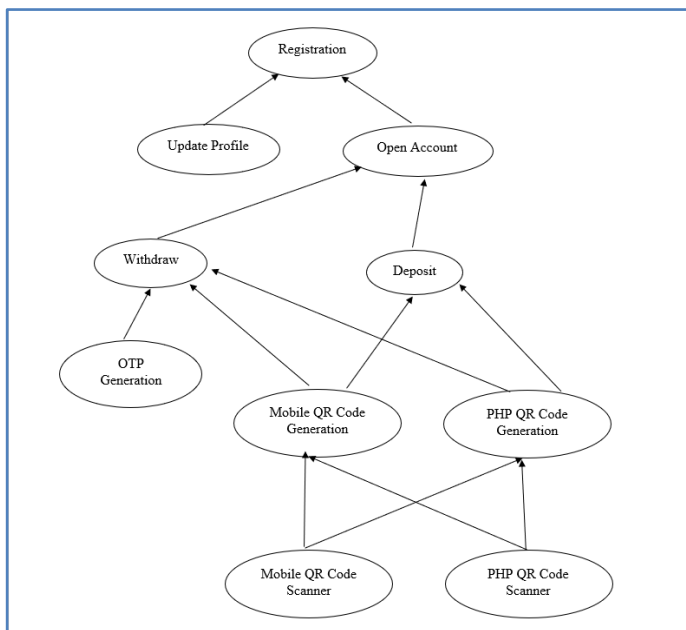 Registration
Update Profile
Open Account
Withdraw
Deposit
OTP
Generation
Mobile QR Code
Generation
PHP QR Code
Generation
Mobile QR Code
Scanner
PHP QR Code
Scanner